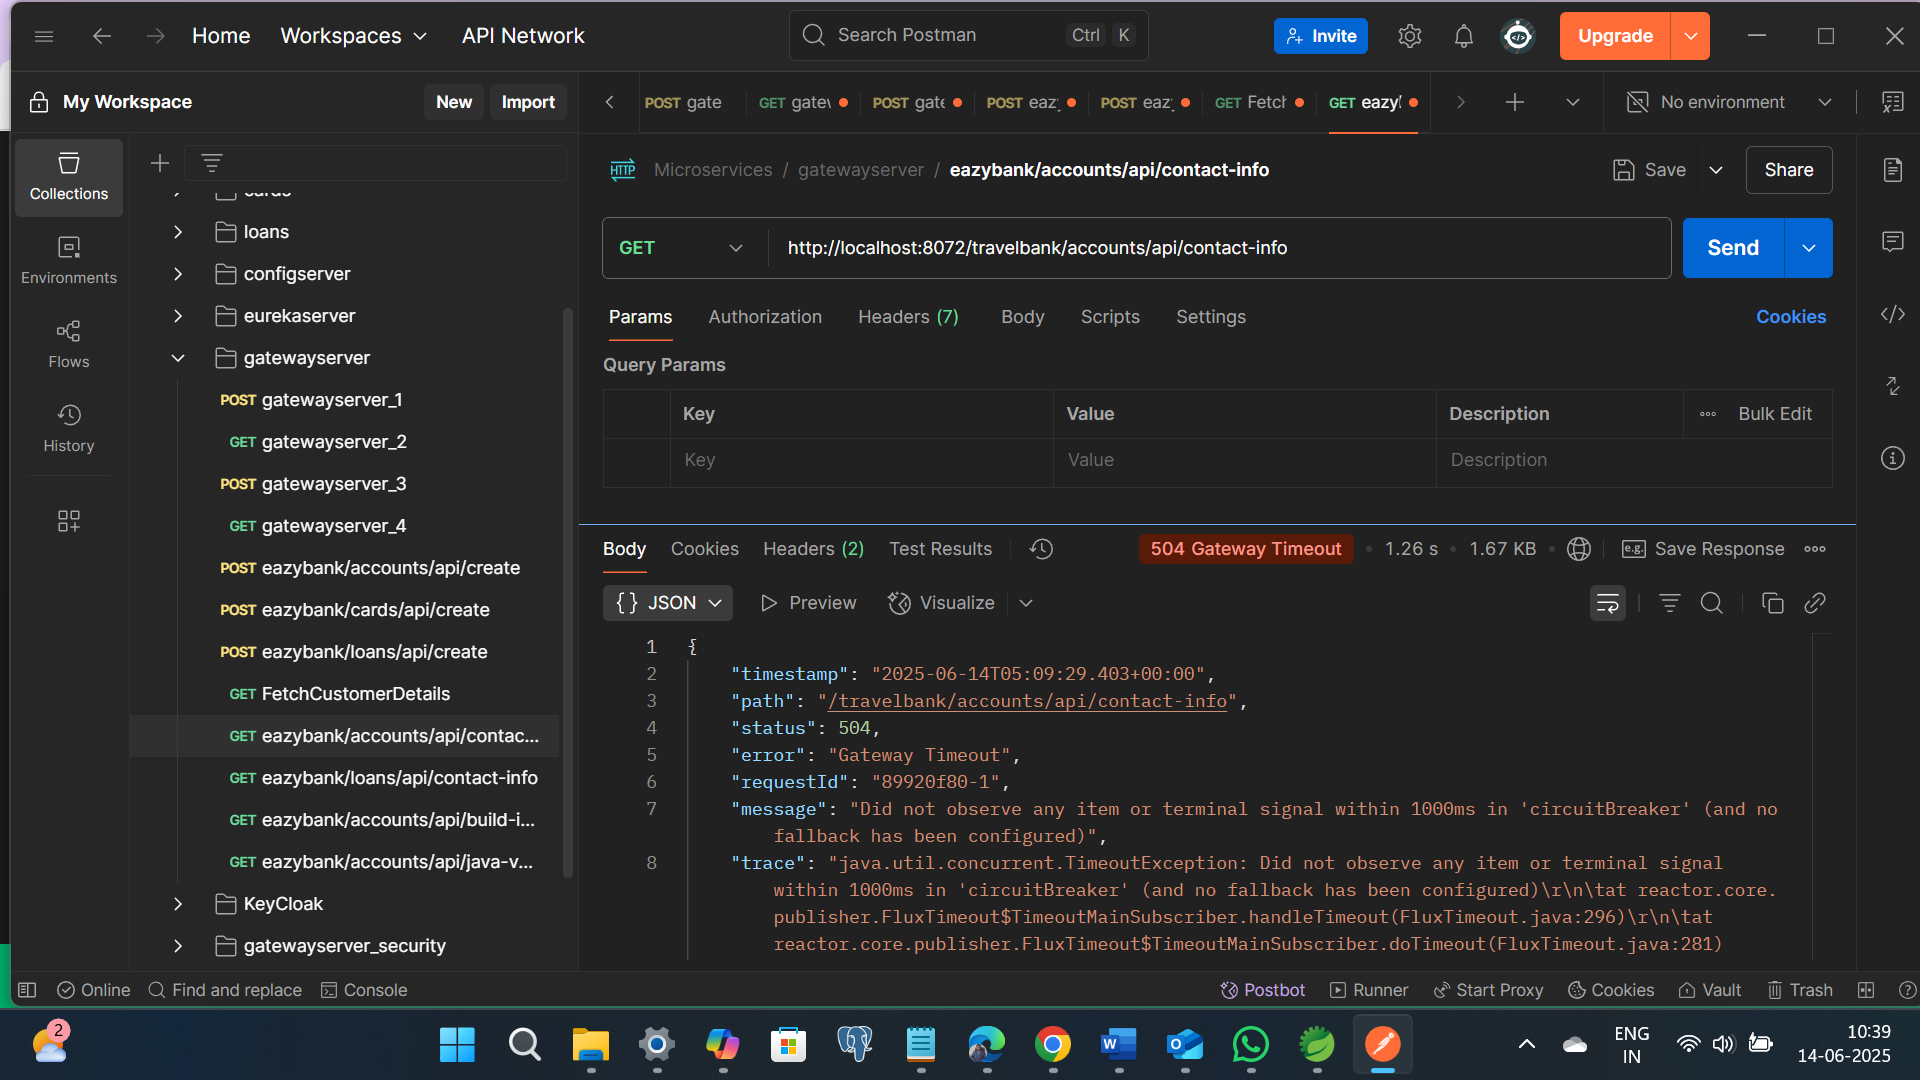 Home
Workspaces
API Network
Search Postman
Ctrl
K
Invite
Upgrade
My Workspace
New
Import
POST gate
GET gatew
POST gate
POST eaz
POST eaz
GET Fetch
GET eazyl
No environment
Collections
Environments
Flows
History
loans
configserver
eurekaserver
gatewayserver
POST gatewayserver_1
GET gatewayserver_2
POST gatewayserver_3
GET gatewayserver_4
POST eazybank/accounts/api/create
POST eazybank/cards/api/create
POST eazybank/loans/api/create
GET FetchCustomerDetails
GET eazybank/accounts/api/contac...
GET eazybank/loans/api/contact-info
GET eazybank/accounts/api/build-i...
GET eazybank/accounts/api/java-v...
KeyCloak
gatewayserver_security
HTTP Microservices / gatewayserver / eazybank/accounts/api/contact-info
Save
Share
GET
http://localhost:8072/travelbank/accounts/api/contact-info
Send
Params
Authorization
Headers (7)
Body
Scripts
Settings
Cookies
Query Params
Key
Value
Description
Bulk Edit
Key
Value
Description
Body
Cookies
Headers (2)
Test Results
504 Gateway Timeout
1.26 s
1.67 KB
e.g.
Save Response
{} JSON
Preview
Visualize
1 {
2 "timestamp": "2025-06-14T05:09:29.403+00:00",
3 "path": "/travelbank/accounts/api/contact-info",
4 "status": 504,
5 "error": "Gateway Timeout",
6 "requestId": "89920f80-1",
7 "message": "Did not observe any item or terminal signal within 1000ms in 'circuitBreaker' (and no
fallback has been configured)",
8 "trace": "java.util.concurrent.TimeoutException: Did not observe any item or terminal signal
within 1000ms in 'circuitBreaker' (and no fallback has been configured)\r\n\tat reactor.core.
publisher.FluxTimeout$TimeoutMainSubscriber.handleTimeout(FluxTimeout.java:296)\r\n\tat
reactor.core.publisher.FluxTimeout$TimeoutMainSubscriber.doTimeout(FluxTimeout.java:281)
Online
Find and replace
Console
Postbot
Runner
Start Proxy
Cookies
Vault
Trash
2
ENG
IN
10:39
14-06-2025